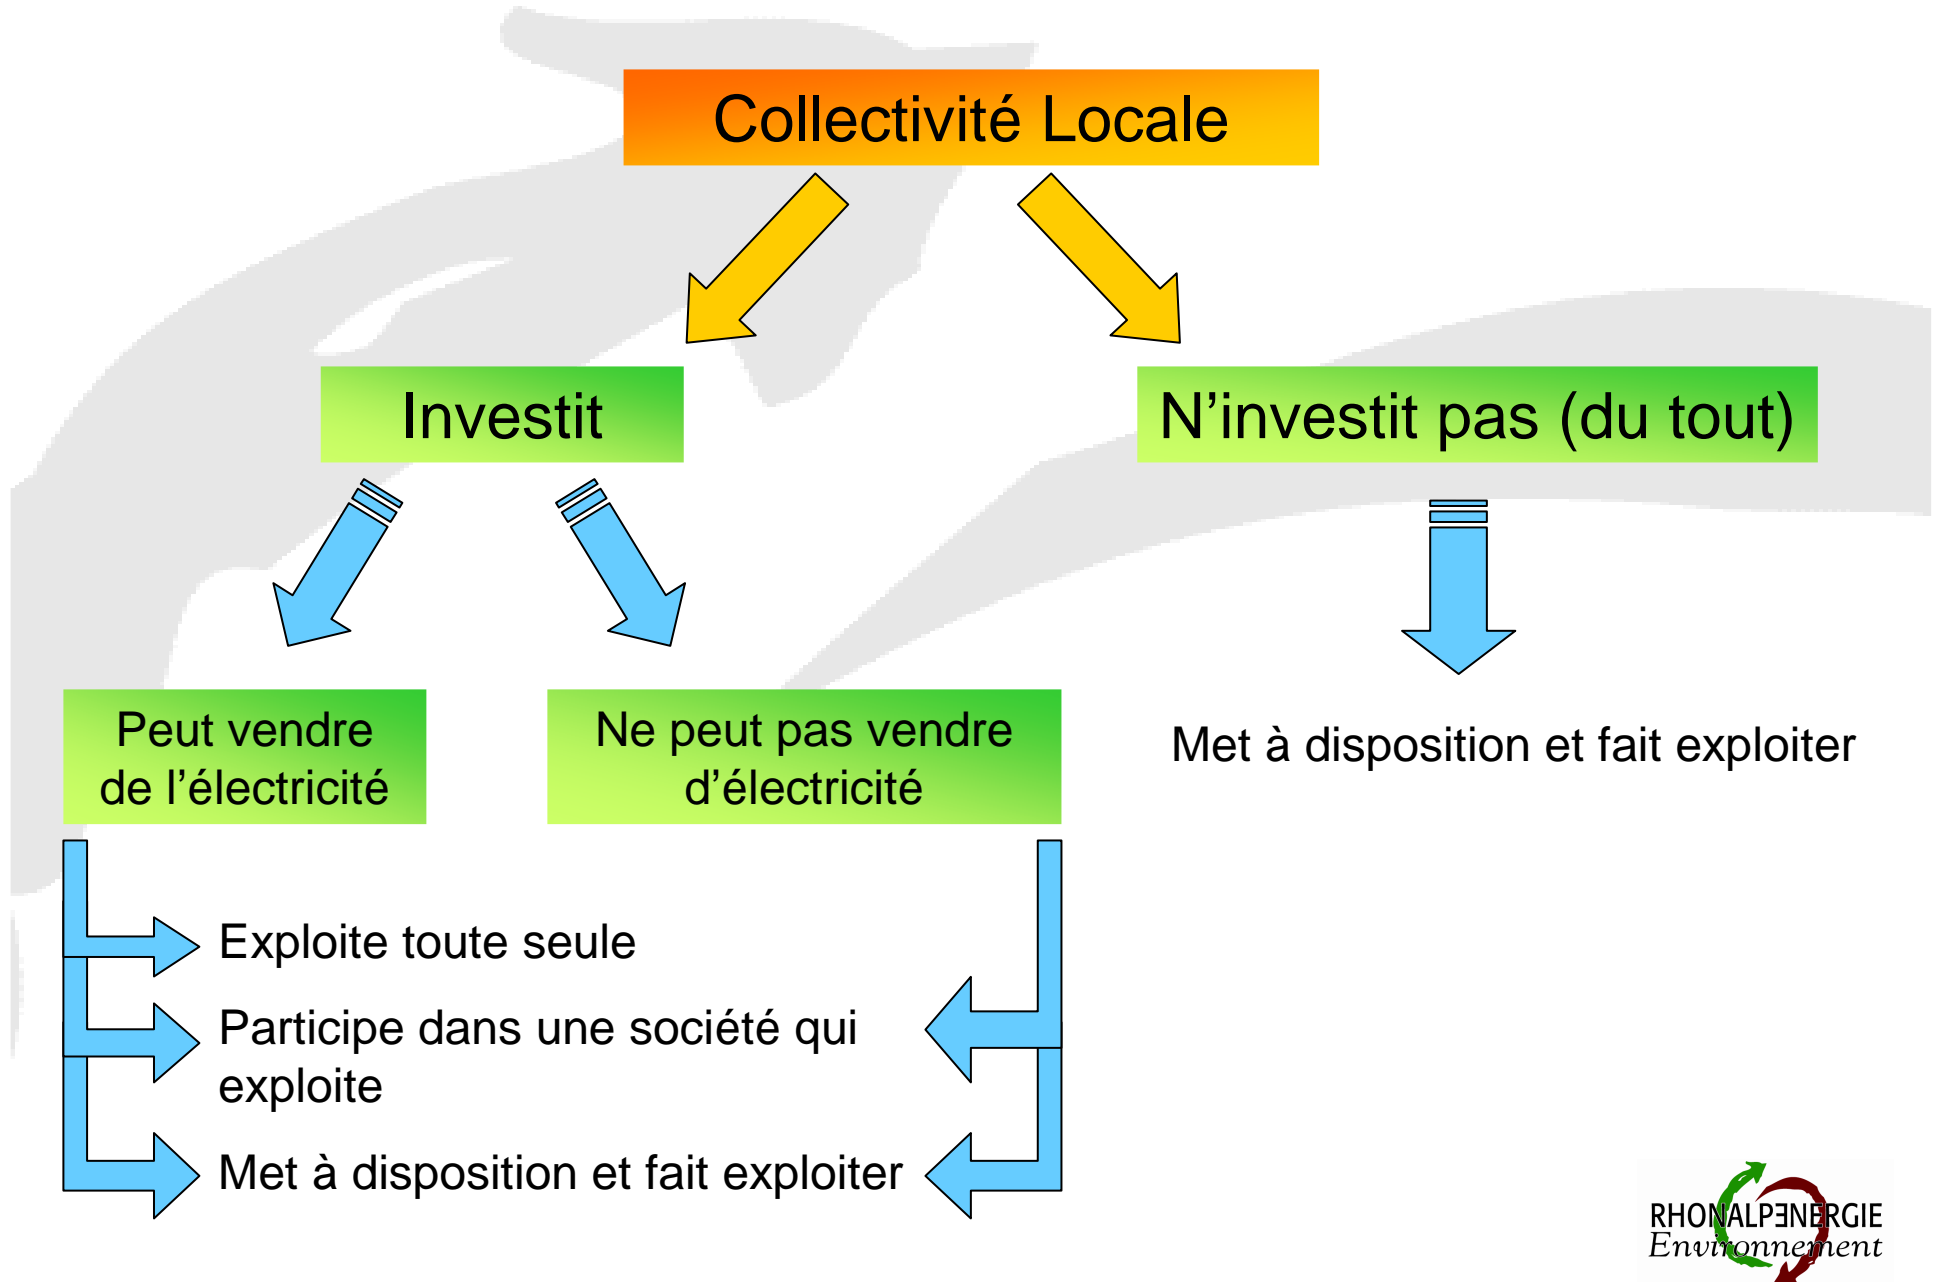 Collectivité Locale
Investit
N’investit pas (du tout)
Peut vendre
de l’électricité
Ne peut pas vendre
d’électricité
Met à disposition et fait exploiter
Exploite toute seule
Participe dans une société qui
exploite
Met à disposition et fait exploiter
RHONALPƎNERGIE
Environnement